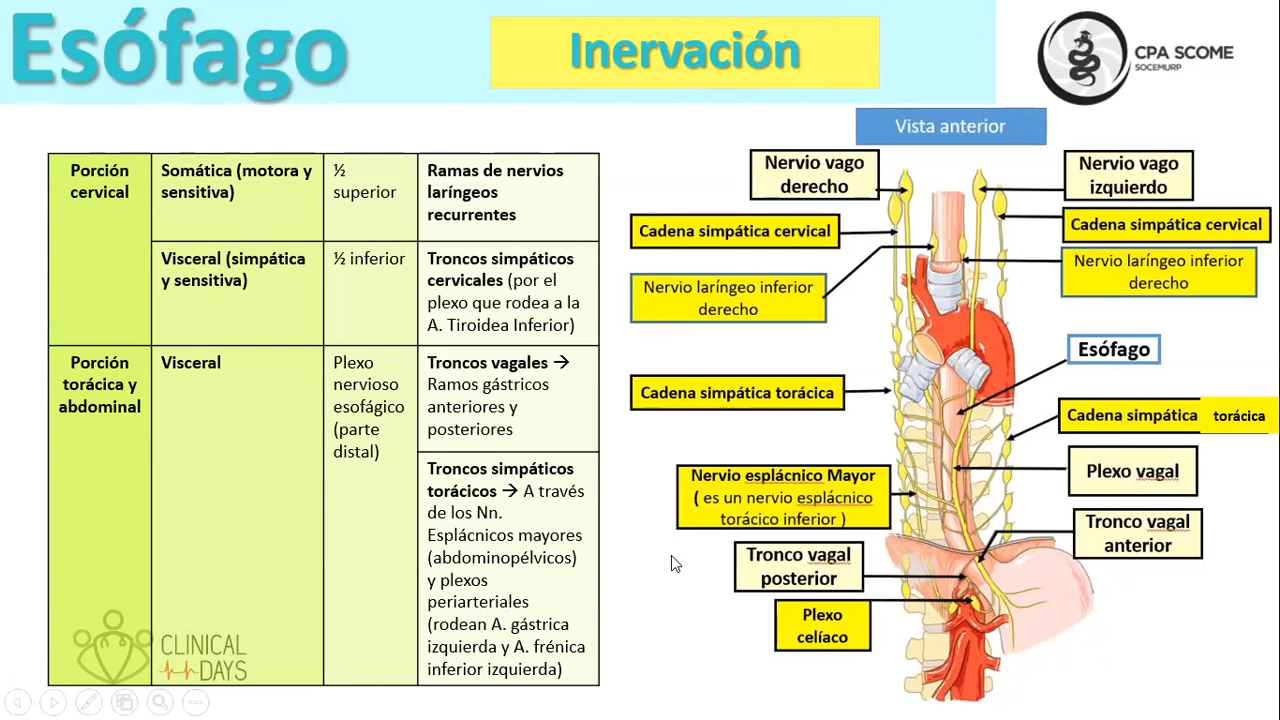 Esófago
Inervación
CPA SCOME
SOCEMURP
Porción
cervical
Somática (motora y
sensitiva)
½
superior
Ramas de nervios
laríngeos
recurrentes
Visceral (simpática
y sensitiva)
½ inferior
Troncos simpáticos
cervicales (por el
plexo que rodea a la
A. Tiroidea Inferior)
Porción
torácica y
abdominal
Visceral
Plexo
nervioso
esofágico
(parte
distal)
Troncos vagales →
Ramos gástricos
anteriores y
posteriores
Troncos simpáticos
torácicos → A través
de los Nn.
Esplácnicos mayores
(abdominopélvicos)
y plexos
periarteriales
(rodean A. gástrica
izquierda y A. frénica
inferior izquierda)
CLINICAL
DAYS
Vista anterior
Nervio vago
derecho
Nervio vago
izquierdo
Cadena simpática cervical
Cadena simpática cervical
Nervio laríngeo inferior
derecho
Nervio laríngeo inferior
derecho
Esófago
Cadena simpática torácica
Cadena simpática torácica
Nervio esplácnico Mayor
( es un nervio esplácnico
torácico inferior )
Plexo vagal
Tronco vagal
anterior
Tronco vagal
posterior
Plexo
celíaco